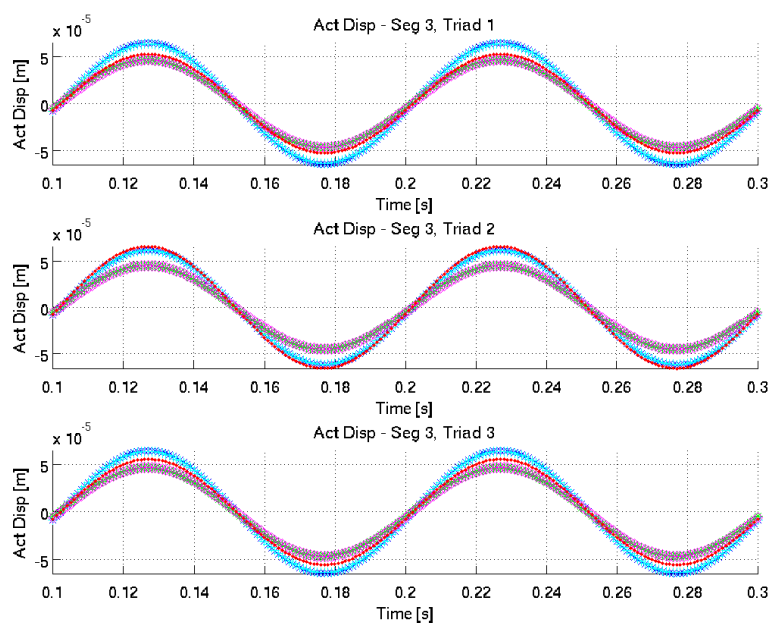 x 10⁻⁵
Act Disp - Seg 3, Triad 1
Act Disp [m]
5
0
-5
0.1 0.12 0.14 0.16 0.18 0.2 0.22 0.24 0.26 0.28 0.3
Time [s]
x 10⁻⁵
Act Disp - Seg 3, Triad 2
Act Disp [m]
5
0
-5
0.1 0.12 0.14 0.16 0.18 0.2 0.22 0.24 0.26 0.28 0.3
Time [s]
x 10⁻⁵
Act Disp - Seg 3, Triad 3
Act Disp [m]
5
0
-5
0.1 0.12 0.14 0.16 0.18 0.2 0.22 0.24 0.26 0.28 0.3
Time [s]